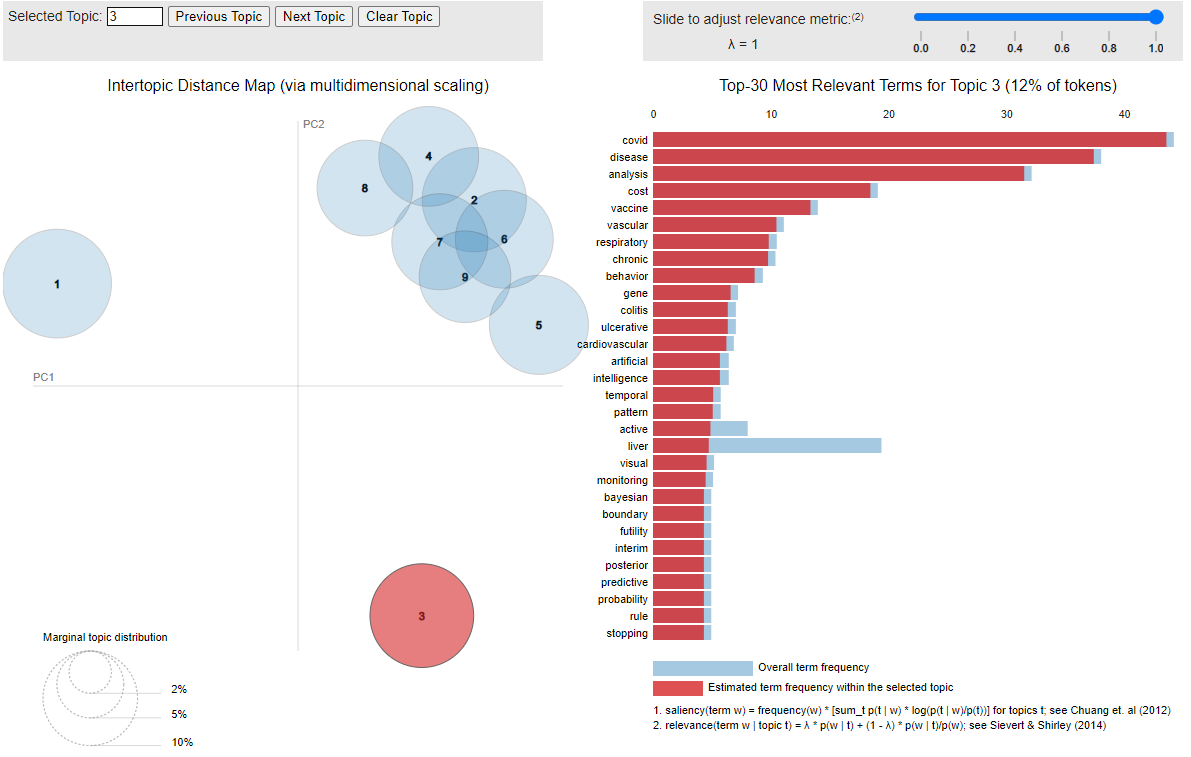 Selected Topic: 3 Previous Topic Next Topic Clear Topic
Slide to adjust relevance metric:(2)
λ = 1
0.0 0.2 0.4 0.6 0.8 1.0
Intertopic Distance Map (via multidimensional scaling)
PC2
PC1
4
8
2
7
6
1
9
5
3
Marginal topic distribution
2%
5%
10%
Top-30 Most Relevant Terms for Topic 3 (12% of tokens)
0 10 20 30 40
covid
disease
analysis
cost
vaccine
vascular
respiratory
chronic
behavior
gene
colitis
ulcerative
cardiovascular
artificial
intelligence
temporal
pattern
active
liver
visual
monitoring
bayesian
boundary
futility
interim
posterior
predictive
probability
rule
stopping
Overall term frequency
Estimated term frequency within the selected topic
1. saliency(term w) = frequency(w) * [sum_t p(t | w) * log(p(t | w)/p(t))] for topics t; see Chuang et. al (2012)
2. relevance(term w | topic t) = λ * p(w | t) + (1 - λ) * p(w | t)/p(w); see Sievert & Shirley (2014)